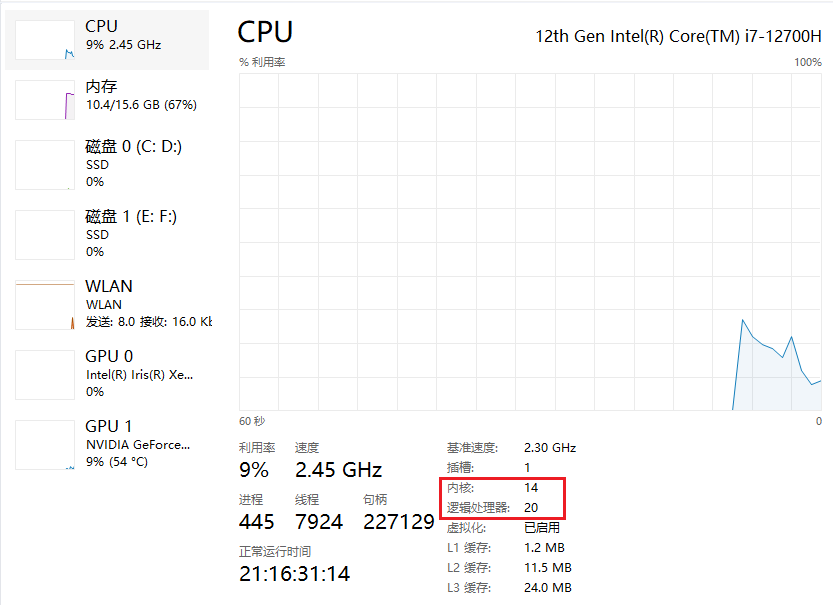 CPU
9% 2.45 GHz
内存
10.4/15.6 GB (67%)
磁盘 0 (C: D:)
SSD
0%
磁盘 1 (E: F:)
SSD
0%
WLAN
WLAN
发送: 8.0 接收: 16.0 Kb
GPU 0
Intel(R) Iris(R) Xe...
0%
GPU 1
NVIDIA GeForce...
9% (54 °C)
CPU
12th Gen Intel(R) Core(TM) i7-12700H
% 利用率
100%
60 秒
0
利用率
速度
9%
2.45 GHz
进程
线程
句柄
445
7924
227129
正常运行时间
21:16:31:14
基准速度: 2.30 GHz
插槽: 1
内核: 14
逻辑处理器: 20
虚拟化: 已启用
L1 缓存: 1.2 MB
L2 缓存: 11.5 MB
L3 缓存: 24.0 MB